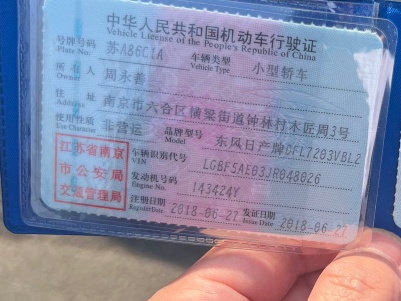 中华人民共和国机动车行驶证
Vehicle License of the People's Republic of China
号牌号码 苏A86C1A 车辆类型 小型轿车
Plate No. Vehicle Type
所有人 周永善
Owner
住址 南京市六合区横梁街道钟林村木匠周3号
Address
使用性质 非营运 品牌型号 东风日产牌DFL7203VBL2
Use Character Model
江苏省南京市公安局交通管理局
车辆识别代号 LGBF5AE03JR048026
VIN
发动机号码 143424Y
Engine No.
注册日期 2018-06-27 发证日期 2018-06-27
Register Date Issue Date